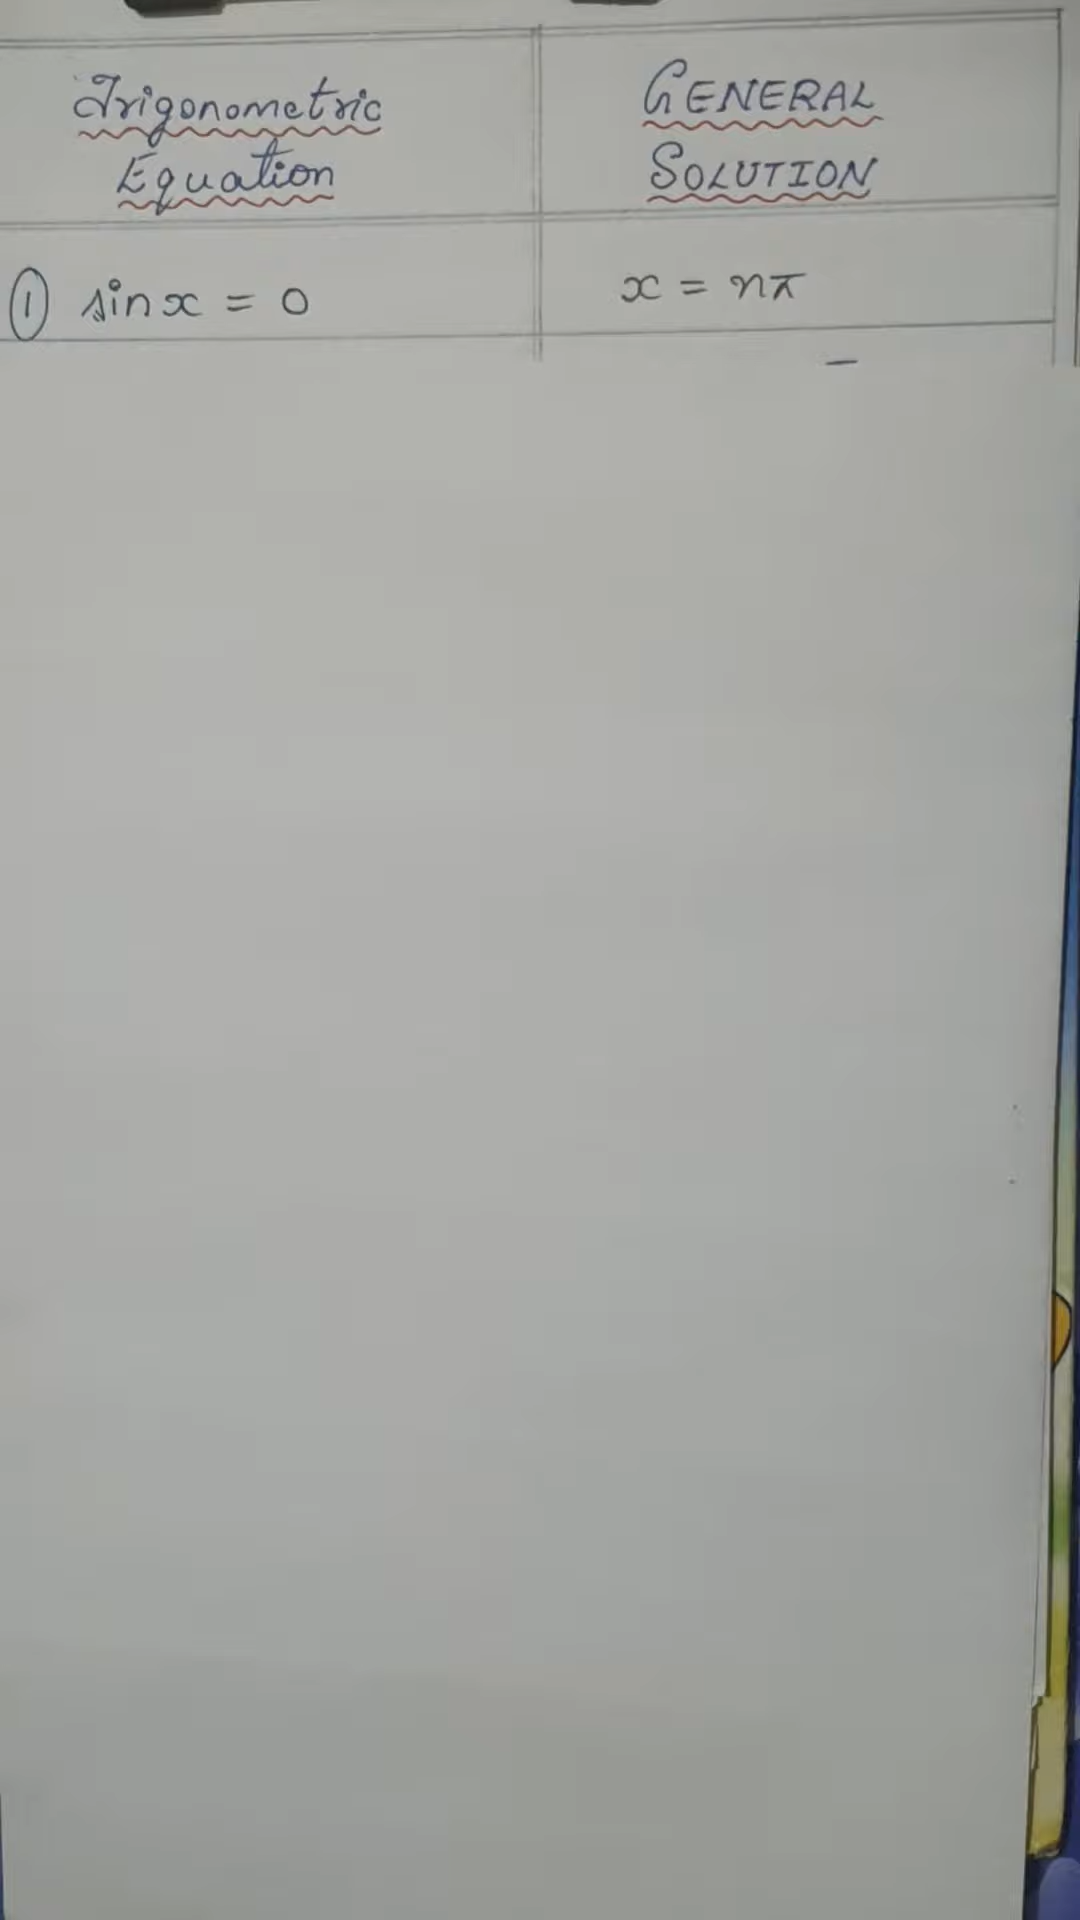 Trigonometric
Equation
GENERAL
SOLUTION
① sin x = 0
x = nπ